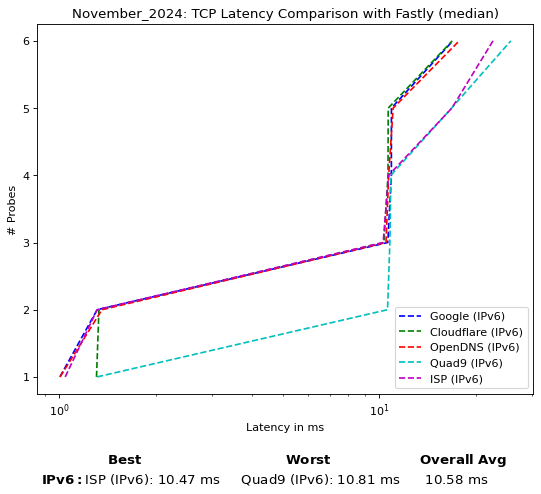 November_2024: TCP Latency Comparison with Fastly (median)
6
5
4
3
2
1
# Probes
Google (IPv6)
Cloudflare (IPv6)
OpenDNS (IPv6)
Quad9 (IPv6)
ISP (IPv6)
10^0 10^1
Latency in ms
Best Worst Overall Avg
IPv6: ISP (IPv6): 10.47 ms Quad9 (IPv6): 10.81 ms 10.58 ms